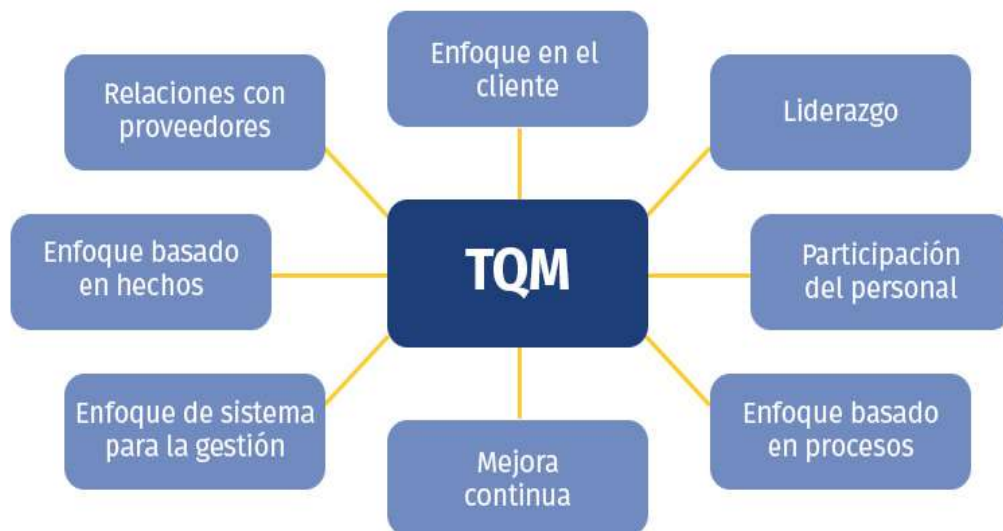 Enfoque en el
cliente
Relaciones con
proveedores
Liderazgo
Enfoque basado
en hechos
TQM
Participación
del personal
Enfoque de sistema
para la gestión
Mejora
continua
Enfoque basado
en procesos